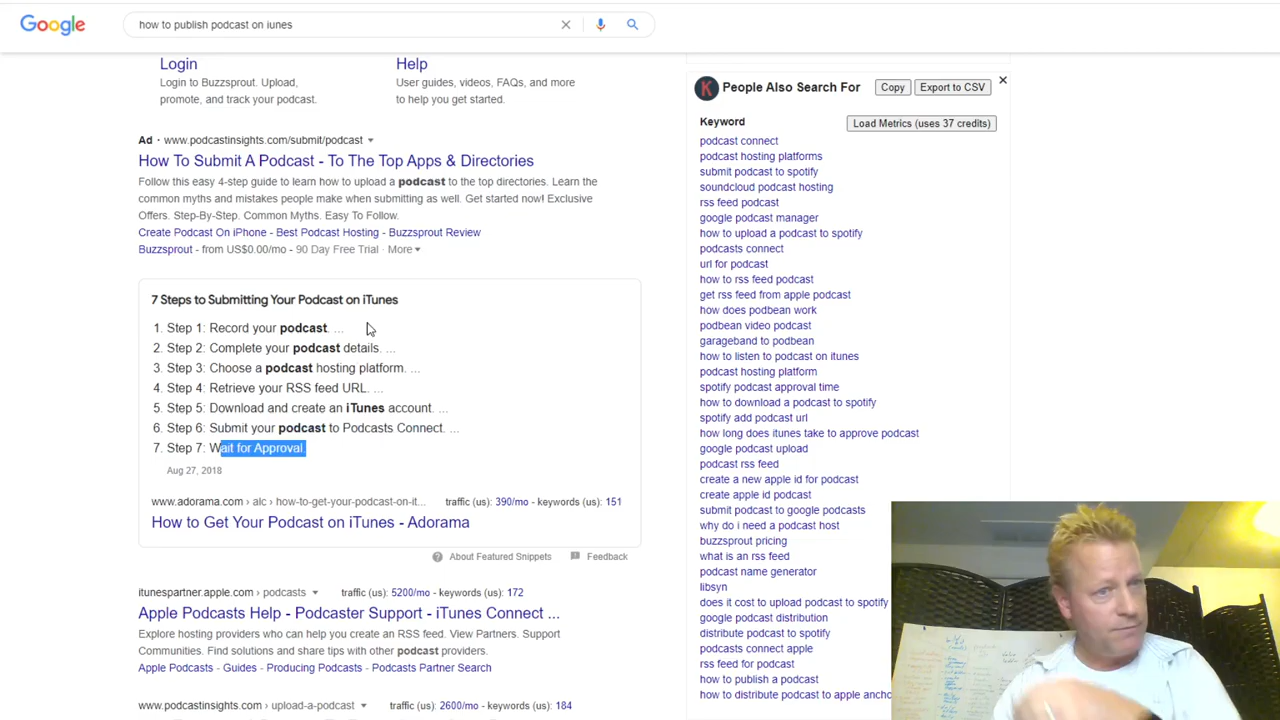 Google
how to publish podcast on iunes
Login
Login to Buzzsprout. Upload,
promote, and track your podcast.
Help
User guides, videos, FAQs, and more
to help you get started.
Ad · www.podcastinsights.com/submit/podcast
How To Submit A Podcast - To The Top Apps & Directories
Follow this easy 4-step guide to learn how to upload a podcast to the top directories. Learn the
common myths and mistakes people make when submitting as well. Get started now! Exclusive
Offers. Step-By-Step. Common Myths. Easy To Follow.
Create Podcast On iPhone - Best Podcast Hosting - Buzzsprout Review
Buzzsprout - from US$0.00/mo - 90 Day Free Trial - More
7 Steps to Submitting Your Podcast on iTunes
1. Step 1: Record your podcast. ...
2. Step 2: Complete your podcast details. ...
3. Step 3: Choose a podcast hosting platform. ...
4. Step 4: Retrieve your RSS feed URL. ...
5. Step 5: Download and create an iTunes account. ...
6. Step 6: Submit your podcast to Podcasts Connect. ...
7. Step 7: Wait for Approval.
Aug 27, 2018
www.adorama.com › alc › how-to-get-your-podcast-on-it... traffic (us): 390/mo - keywords (us): 151
How to Get Your Podcast on iTunes - Adorama
About Featured Snippets Feedback
itunespartner.apple.com › podcasts traffic (us): 5200/mo - keywords (us): 172
Apple Podcasts Help - Podcaster Support - iTunes Connect ...
Explore hosting providers who can help you create an RSS feed. View Partners. Support
Communities. Find solutions and share tips with other podcast providers.
Apple Podcasts · Guides · Producing Podcasts · Podcasts Partner Search
www.podcastinsights.com › upload-a-podcast traffic (us): 2600/mo - keywords (us): 184
K People Also Search For Copy Export to CSV
Keyword Load Metrics (uses 37 credits)
podcast connect
podcast hosting platforms
submit podcast to spotify
soundcloud podcast hosting
rss feed podcast
google podcast manager
how to upload a podcast to spotify
podcasts connect
url for podcast
how to rss feed podcast
get rss feed from apple podcast
how does podbean work
podbean video podcast
garageband to podbean
how to listen to podcast on itunes
podcast hosting platform
spotify podcast approval time
how to download a podcast to spotify
spotify add podcast url
how long does itunes take to approve podcast
google podcast upload
podcast rss feed
create a new apple id for podcast
create apple id podcast
submit podcast to google podcasts
why do i need a podcast host
buzzsprout pricing
what is an rss feed
podcast name generator
libsyn
does it cost to upload podcast to spotify
google podcast distribution
distribute podcast to spotify
podcasts connect apple
rss feed for podcast
how to publish a podcast
how to distribute podcast to apple ancho